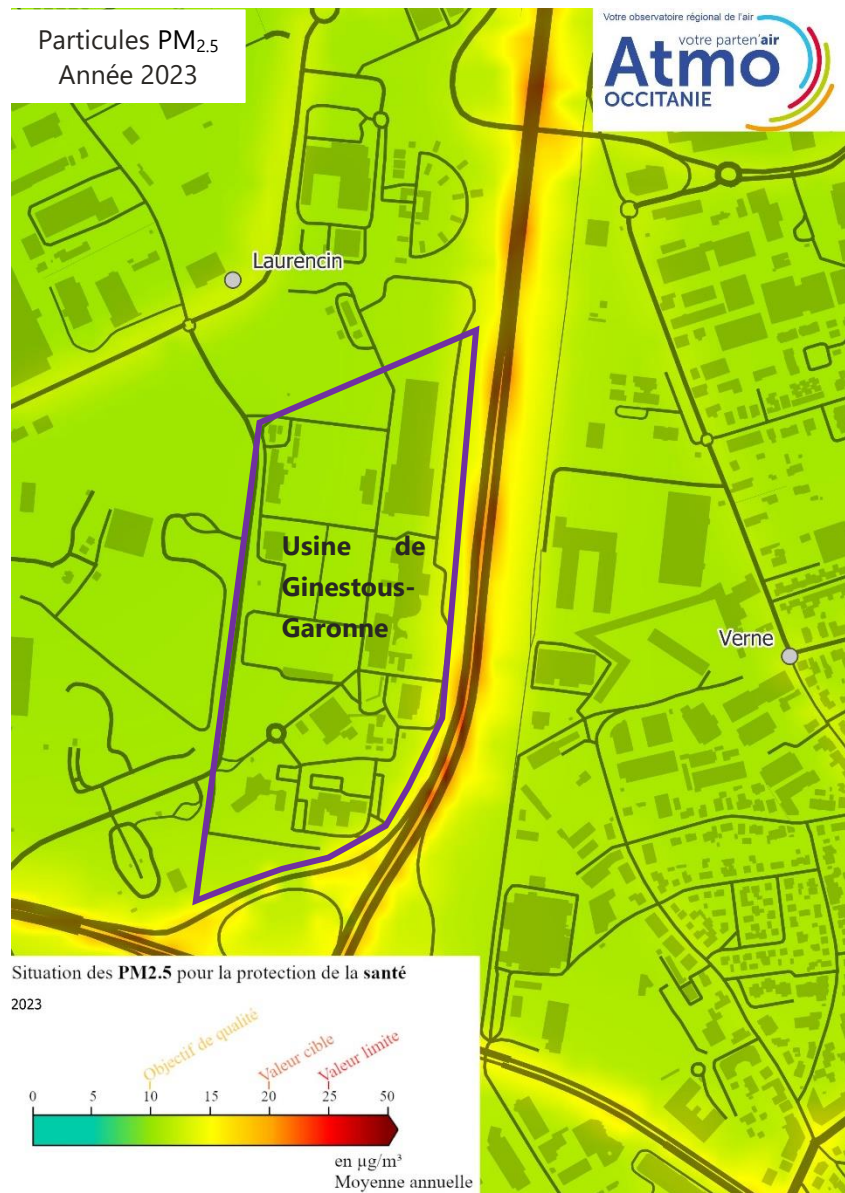 Particules PM₂.₅
Année 2023
Votre observatoire régional de l'air
votre parten'air
Atmo
OCCITANIE
Laurencin
Usine de
Ginestous-
Garonne
Verne
Situation des PM2.5 pour la protection de la santé
2023
Objectif de qualité
Valeur cible
Valeur limite
0 5 10 15 20 25 50
en µg/m³
Moyenne annuelle